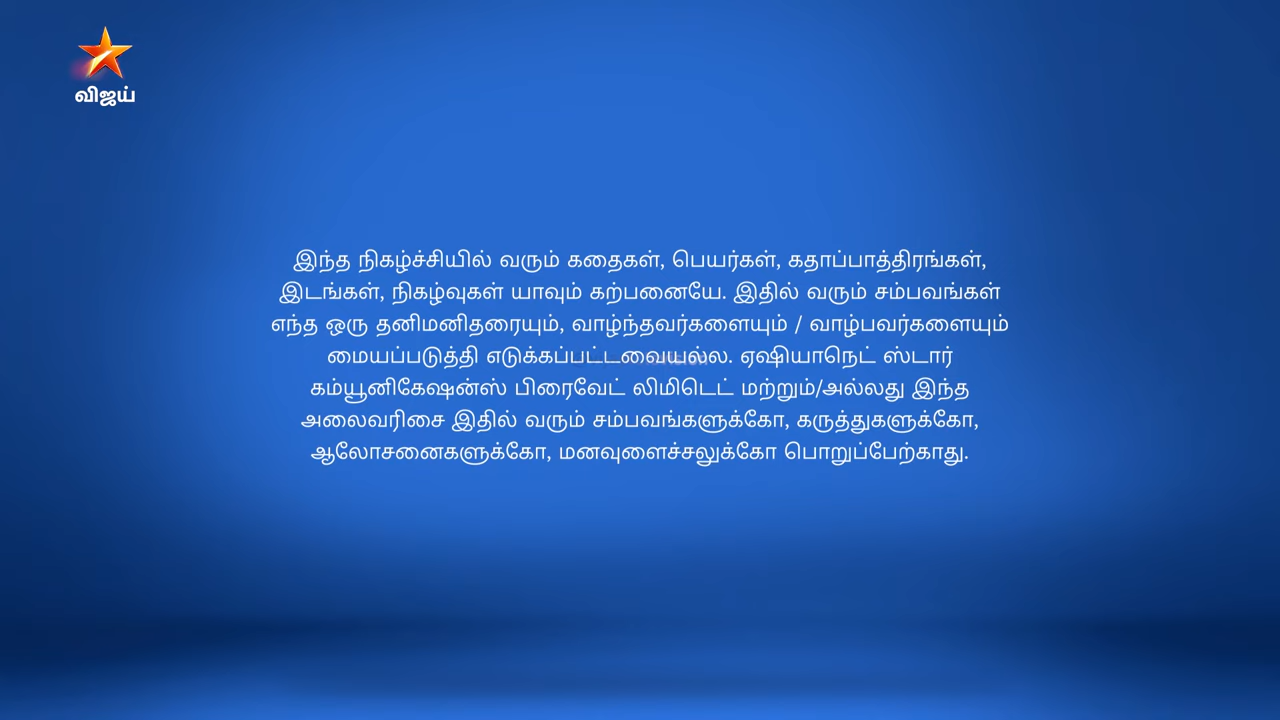 விஜய்
இந்த நிகழ்ச்சியில் வரும் கதைகள், பெயர்கள், கதாப்பாத்திரங்கள்,
இடங்கள், நிகழ்வுகள் யாவும் கற்பனையே. இதில் வரும் சம்பவங்கள்
எந்த ஒரு தனிமனிதரையும், வாழ்ந்தவர்களையும் / வாழ்பவர்களையும்
மையப்படுத்தி எடுக்கப்பட்டவையல்ல. ஏஷியாநெட் ஸ்டார்
கம்யூனிகேஷன்ஸ் பிரைவேட் லிமிடெட் மற்றும்/அல்லது இந்த
அலைவரிசை இதில் வரும் சம்பவங்களுக்கோ, கருத்துகளுக்கோ,
ஆலோசனைகளுக்கோ, மனவுளைச்சலுக்கோ பொறுப்பேற்காது.